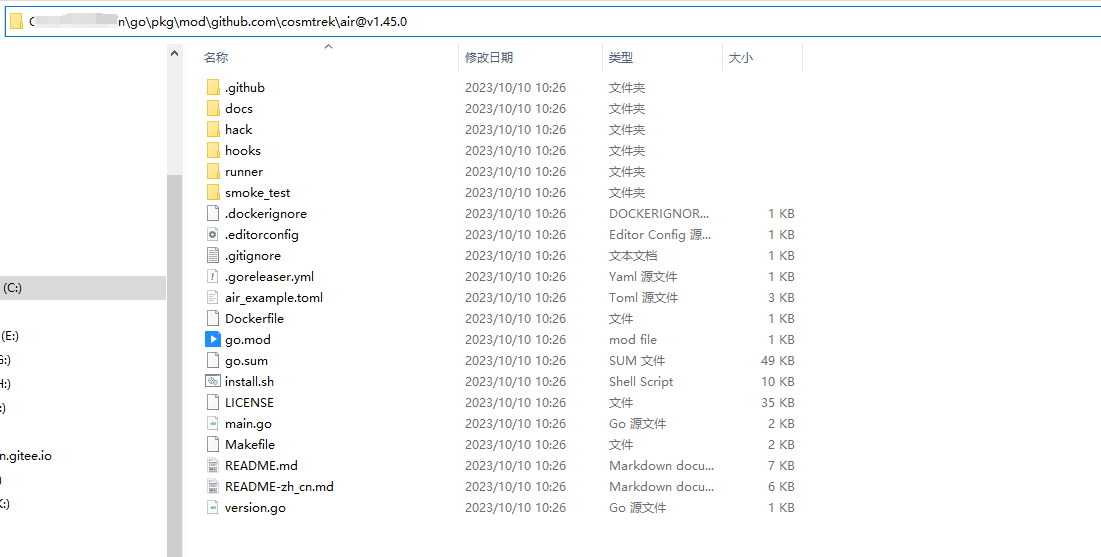 n\go\pkg\mod\github.com\cosmtrek\air@v1.45.0
名称 修改日期 类型 大小
.github 2023/10/10 10:26 文件夹
docs 2023/10/10 10:26 文件夹
hack 2023/10/10 10:26 文件夹
hooks 2023/10/10 10:26 文件夹
runner 2023/10/10 10:26 文件夹
smoke_test 2023/10/10 10:26 文件夹
.dockerignore 2023/10/10 10:26 DOCKERIGNOR... 1 KB
.editorconfig 2023/10/10 10:26 Editor Config 源... 1 KB
.gitignore 2023/10/10 10:26 文本文档 1 KB
.goreleaser.yml 2023/10/10 10:26 Yaml 源文件 1 KB
(C:) air_example.toml 2023/10/10 10:26 Toml 源文件 3 KB
Dockerfile 2023/10/10 10:26 文件 1 KB
(E:) go.mod 2023/10/10 10:26 mod file 1 KB
G:) go.sum 2023/10/10 10:26 SUM 文件 49 KB
H:) install.sh 2023/10/10 10:26 Shell Script 10 KB
:) LICENSE 2023/10/10 10:26 文件 35 KB
main.go 2023/10/10 10:26 Go 源文件 2 KB
Makefile 2023/10/10 10:26 文件 2 KB
n.gitee.io README.md 2023/10/10 10:26 Markdown docu... 7 KB
) README-zh_cn.md 2023/10/10 10:26 Markdown docu... 6 KB
K:) version.go 2023/10/10 10:26 Go 源文件 1 KB